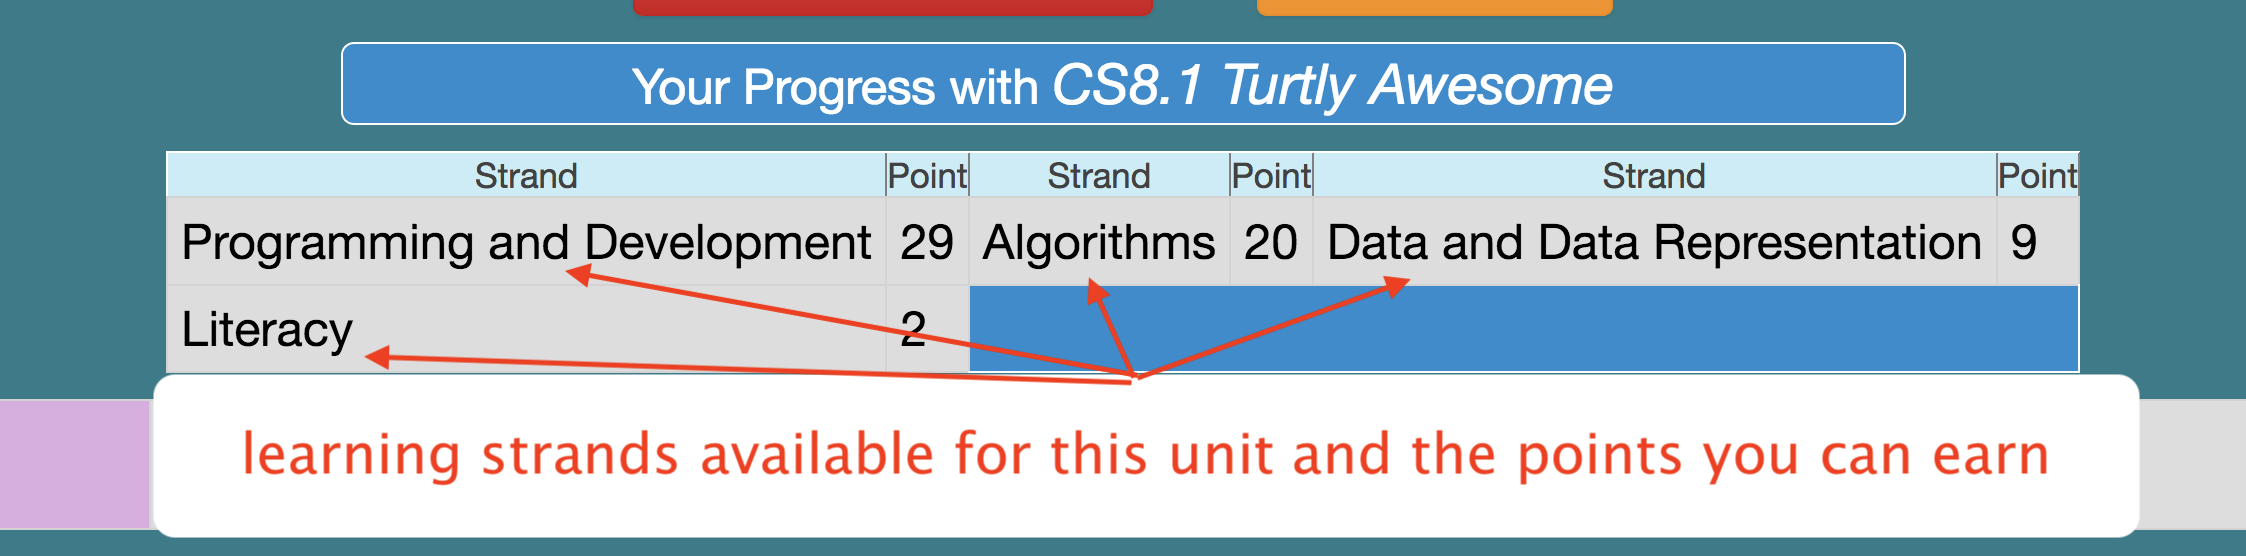 Your Progress with CS8.1 Turtly Awesome
Strand Point Strand Point Strand Point
Programming and Development 29 Algorithms 20 Data and Data Representation 9
Literacy 2
learning strands available for this unit and the points you can earn